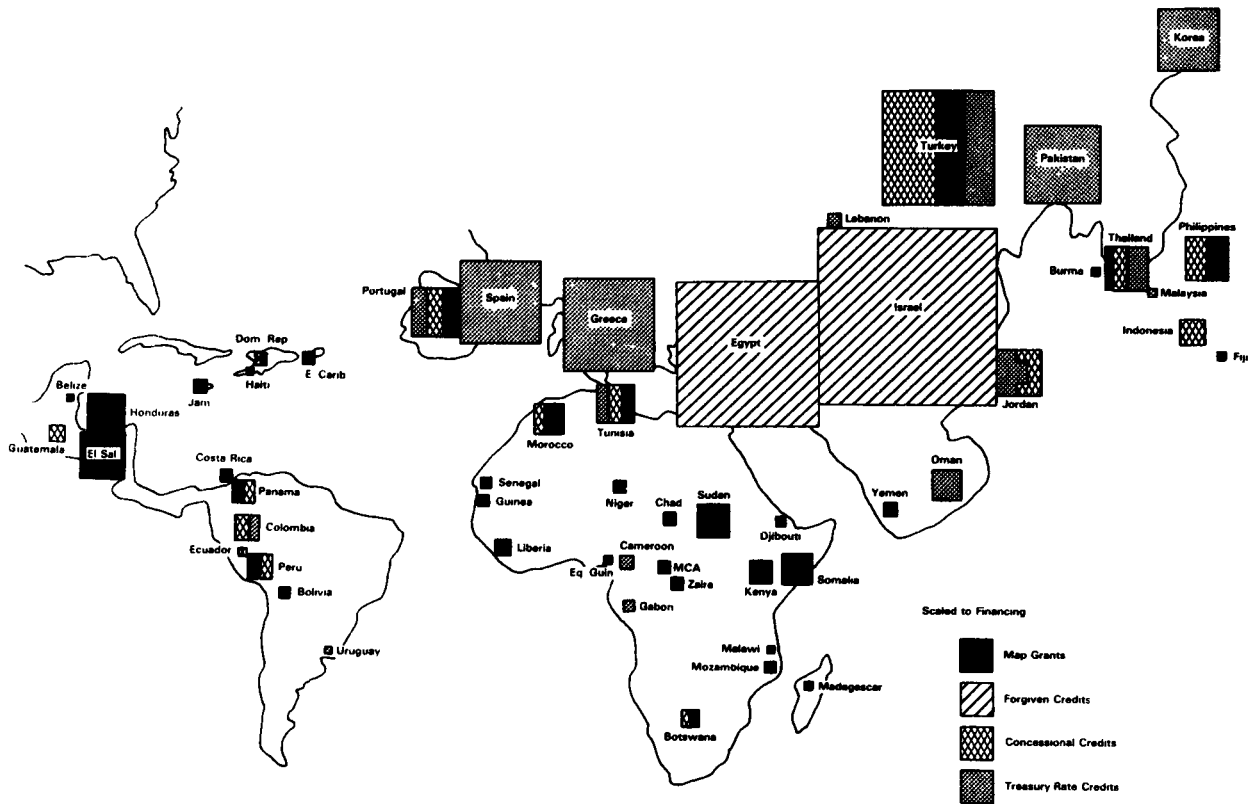 Korea
Turkey
Pakistan
Lebanon
Thailand
Philippines
Burma
Malaysia
Indonesia
Fiji
Portugal
Spain
Greece
Egypt
Israel
Jordan
Dom Rep
E Carib
Haiti
Jam
Belize
Honduras
Guatemala
El Sal
Morocco
Tunisia
Costa Rica
Panama
Colombia
Ecuador
Peru
Bolivia
Uruguay
Senegal
Guinea
Liberia
Niger
Chad
Sudan
Djibouti
Oman
Yemen
Eq Guin
Cameroon
MCA
Zaire
Kenya
Somalia
Gabon
Malawi
Mozambique
Madagascar
Botswana
Scaled to Financing
Map Grants
Forgiven Credits
Concessional Credits
Treasury Rate Credits